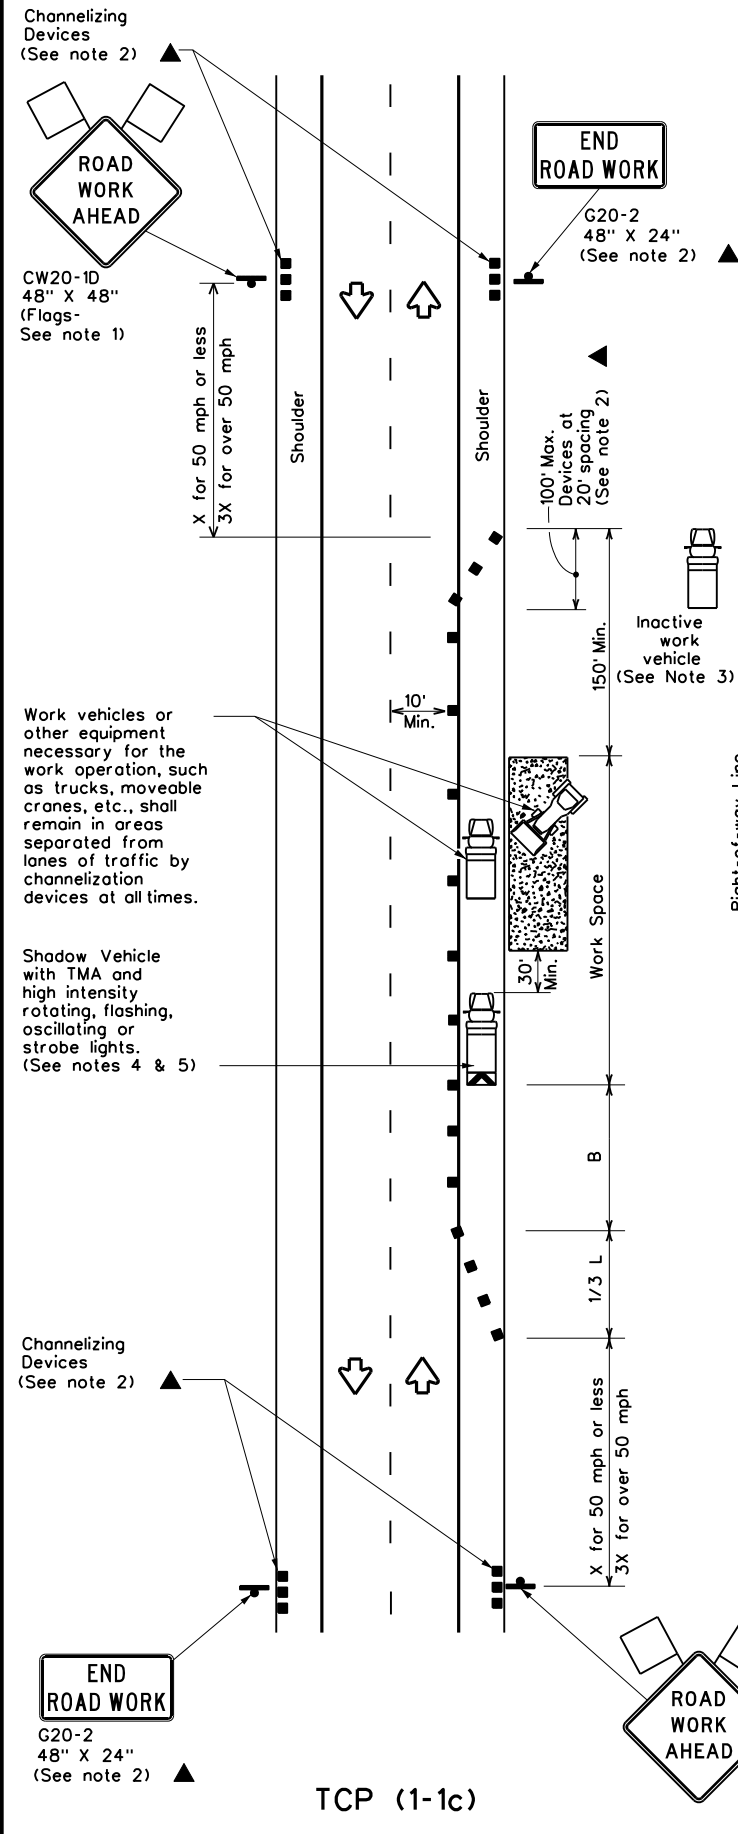 Channelizing
Devices
(See note 2)
ROAD
WORK
AHEAD
CW20-1D
48" X 48"
(Flags-
See note 1)
END
ROAD WORK
G20-2
48" X 24"
(See note 2)
X for 50 mph or less
3X for over 50 mph
Shoulder
Shoulder
100' Max.
Devices at
20' spacing
(See note 2)
150' Min.
Inactive
work
vehicle
(See Note 3)
10'
Min.
Work vehicles or
other equipment
necessary for the
work operation, such
as trucks, moveable
cranes, etc., shall
remain in areas
separated from
lanes of traffic by
channelization
devices at all times.
Right-of-way Line
Work Space
30'
Min.
Shadow Vehicle
with TMA and
high intensity
rotating, flashing,
oscillating or
strobe lights.
(See notes 4 & 5)
B
1/3 L
Channelizing
Devices
(See note 2)
X for 50 mph or less
3X for over 50 mph
END
ROAD WORK
G20-2
48" X 24"
(See note 2)
ROAD
WORK
AHEAD
TCP (1-1c)